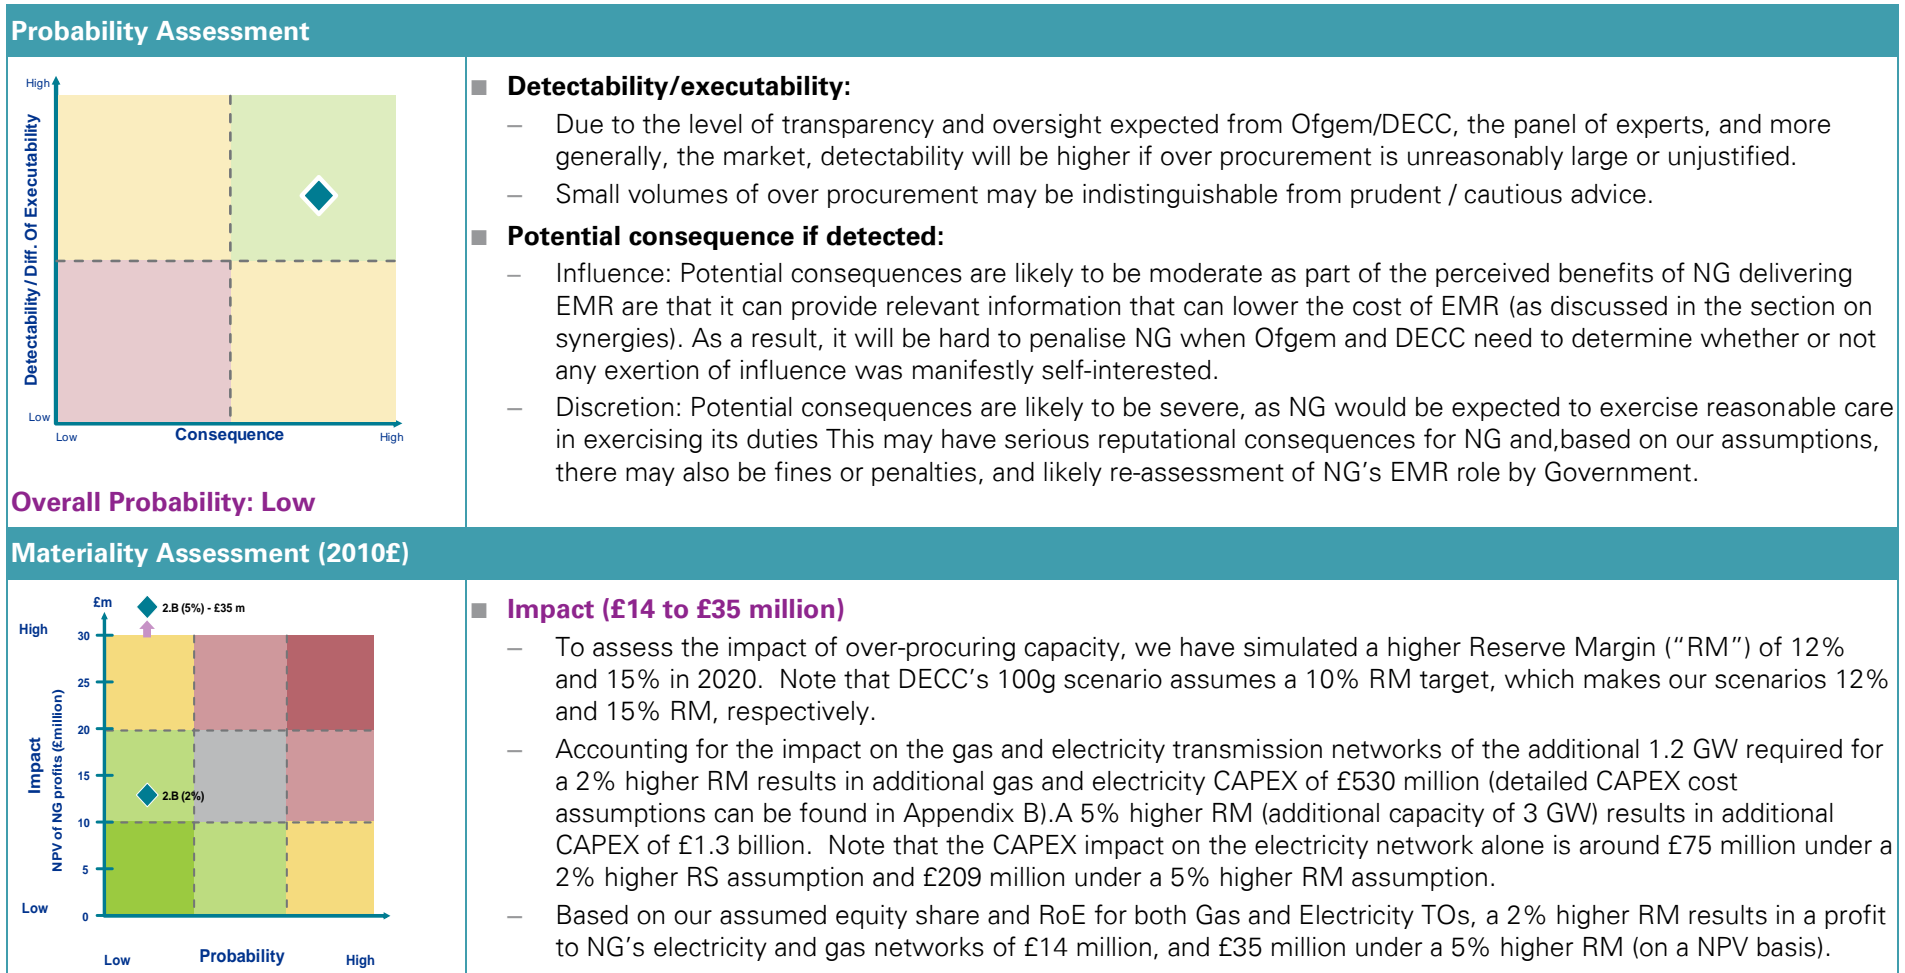 Probability Assessment
High
Detectability / Diff. Of Executability
Low
Low
Consequence
High
Overall Probability: Low
■ Detectability/executability:
– Due to the level of transparency and oversight expected from Ofgem/DECC, the panel of experts, and more
generally, the market, detectability will be higher if over procurement is unreasonably large or unjustified.
– Small volumes of over procurement may be indistinguishable from prudent / cautious advice.
■ Potential consequence if detected:
– Influence: Potential consequences are likely to be moderate as part of the perceived benefits of NG delivering
EMR are that it can provide relevant information that can lower the cost of EMR (as discussed in the section on
synergies). As a result, it will be hard to penalise NG when Ofgem and DECC need to determine whether or not
any exertion of influence was manifestly self-interested.
– Discretion: Potential consequences are likely to be severe, as NG would be expected to exercise reasonable care
in exercising its duties This may have serious reputational consequences for NG and,based on our assumptions,
there may also be fines or penalties, and likely re-assessment of NG's EMR role by Government.
Materiality Assessment (2010£)
£m
2.B (5%) - £35 m
High
30
25
20
15
10
5
0
Low
Impact
NPV of NG profits (£million)
2.B (2%)
Low
Probability
High
■ Impact (£14 to £35 million)
– To assess the impact of over-procuring capacity, we have simulated a higher Reserve Margin ("RM") of 12%
and 15% in 2020. Note that DECC's 100g scenario assumes a 10% RM target, which makes our scenarios 12%
and 15% RM, respectively.
– Accounting for the impact on the gas and electricity transmission networks of the additional 1.2 GW required for
a 2% higher RM results in additional gas and electricity CAPEX of £530 million (detailed CAPEX cost
assumptions can be found in Appendix B).A 5% higher RM (additional capacity of 3 GW) results in additional
CAPEX of £1.3 billion. Note that the CAPEX impact on the electricity network alone is around £75 million under a
2% higher RS assumption and £209 million under a 5% higher RM assumption.
– Based on our assumed equity share and RoE for both Gas and Electricity TOs, a 2% higher RM results in a profit
to NG's electricity and gas networks of £14 million, and £35 million under a 5% higher RM (on a NPV basis).